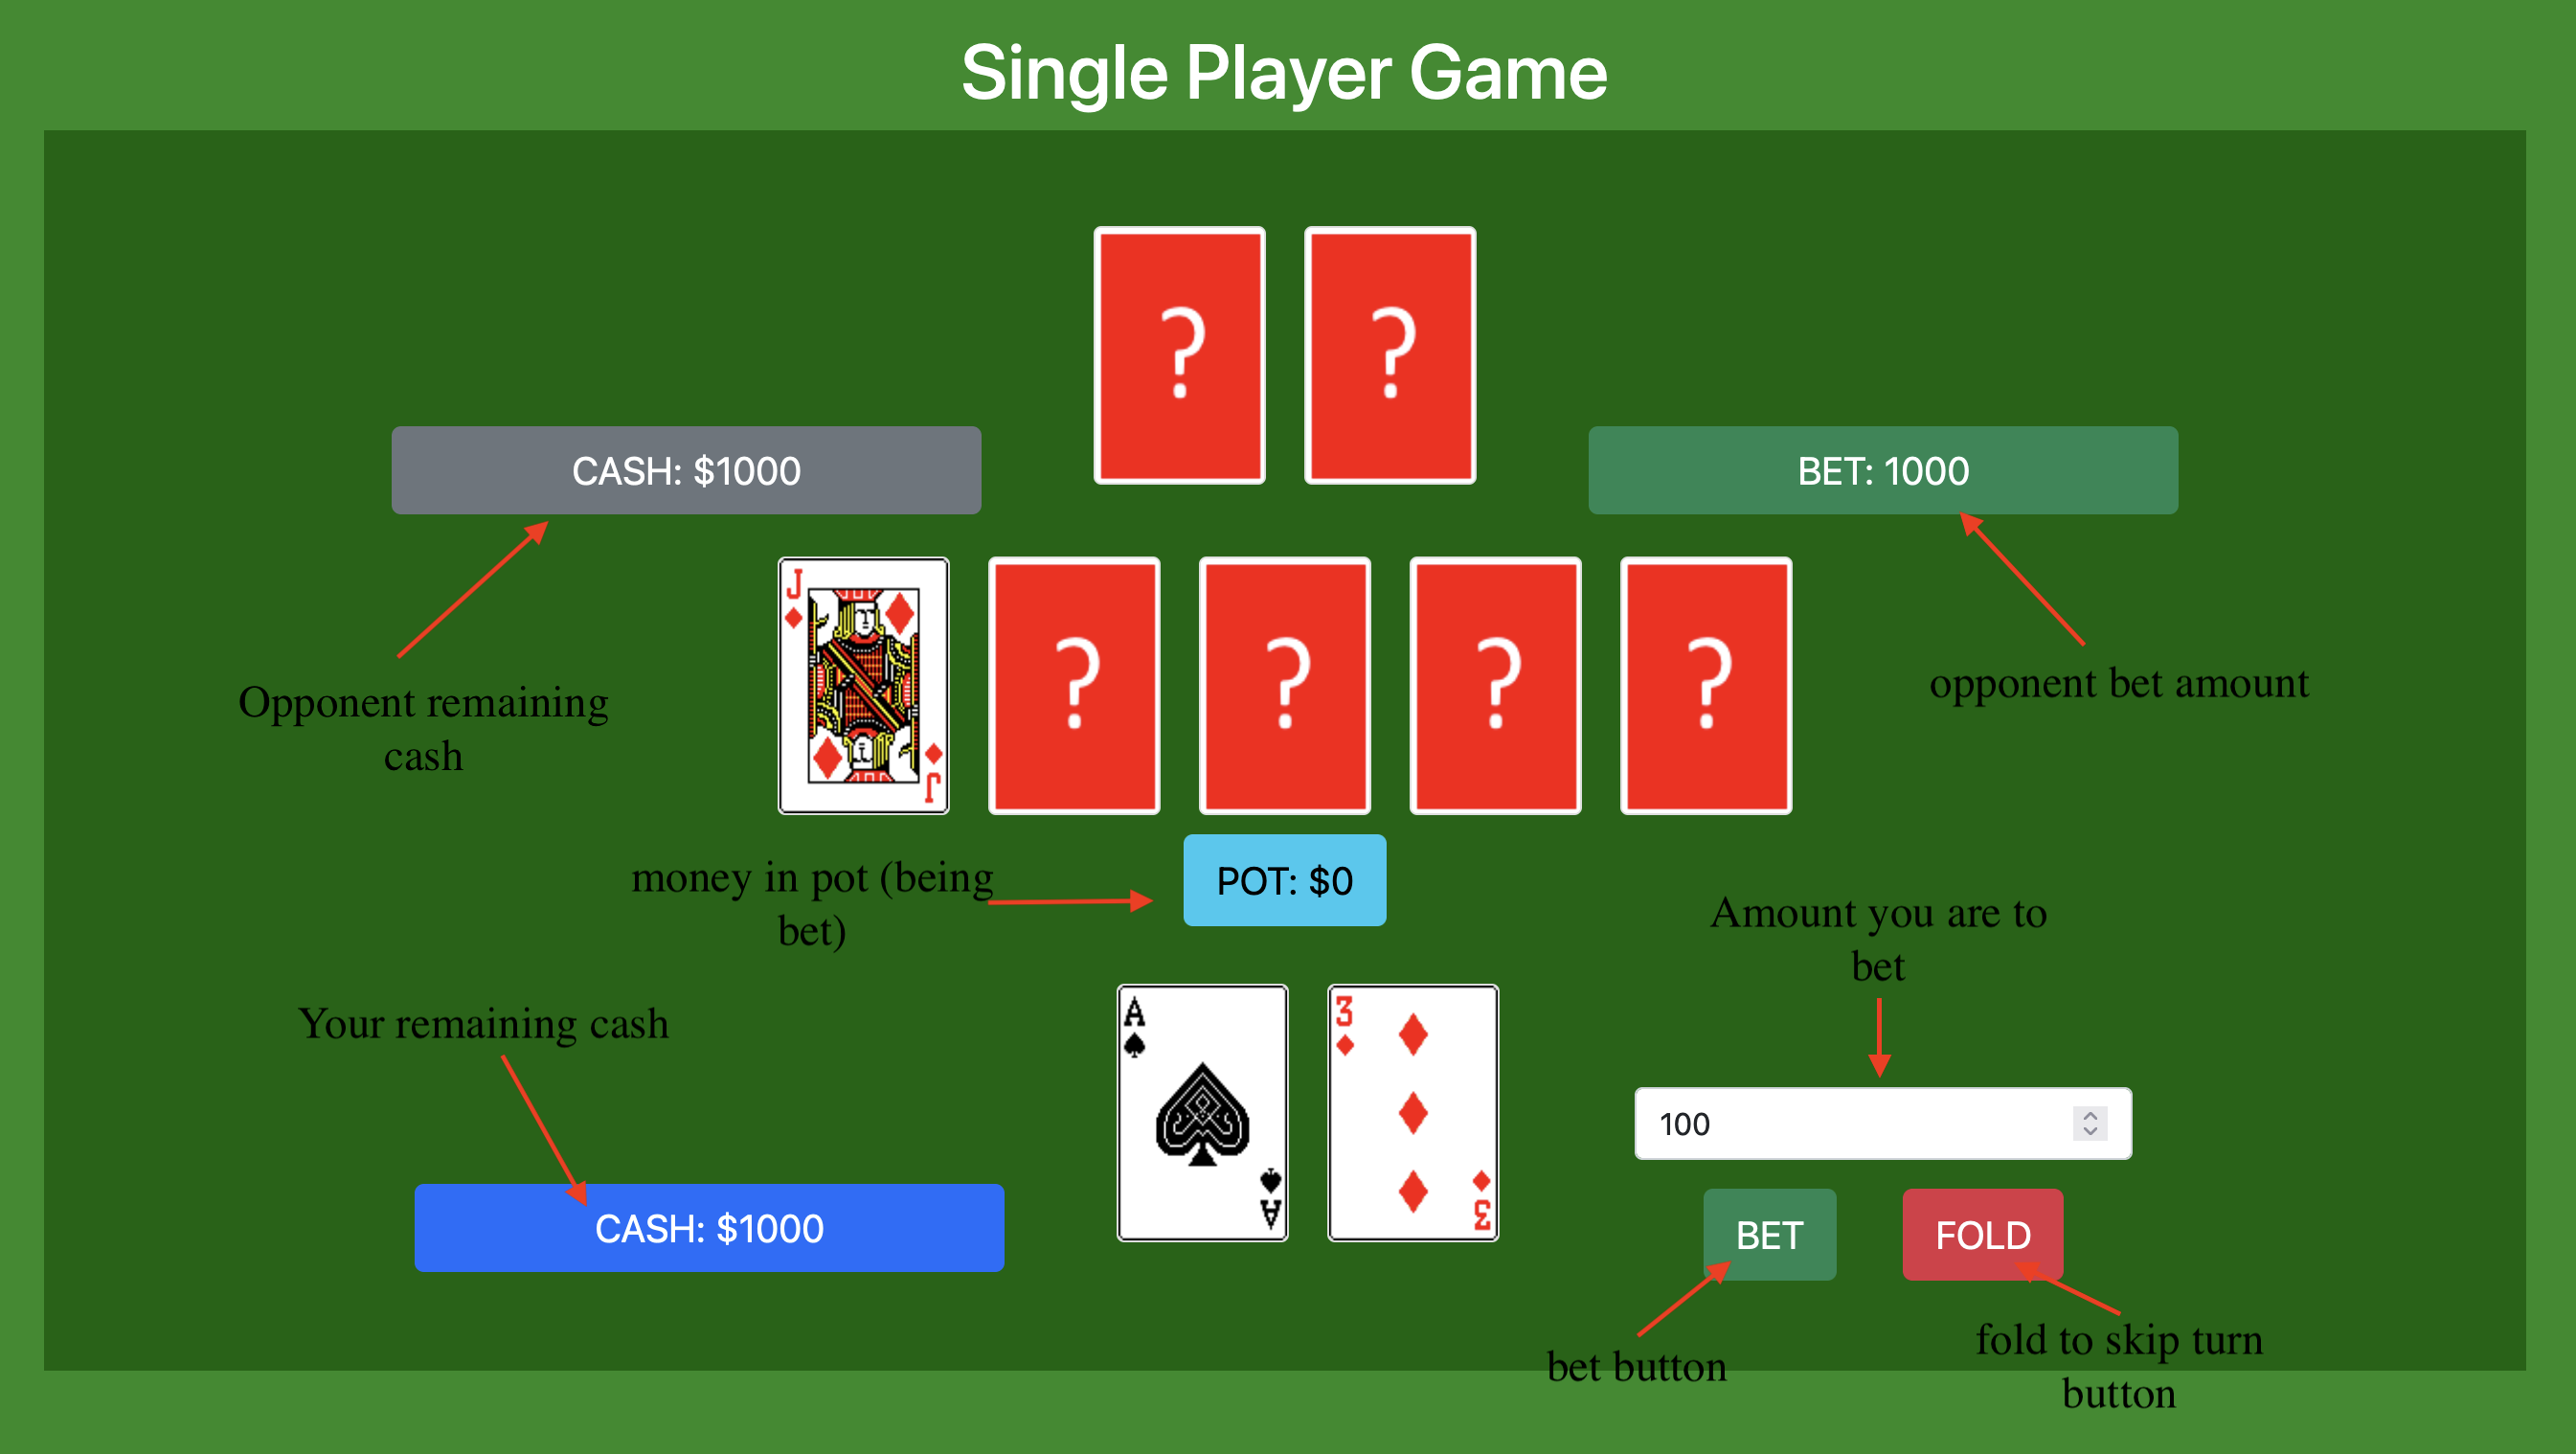 Single Player Game
? ?
CASH: $1000
BET: 1000
J
? ? ? ?
J
Opponent remaining
cash
opponent bet amount
money in pot (being
bet)
POT: $0
Amount you are to
bet
Your remaining cash
A
3
100
A
3
CASH: $1000
BET
FOLD
bet button
fold to skip turn
button